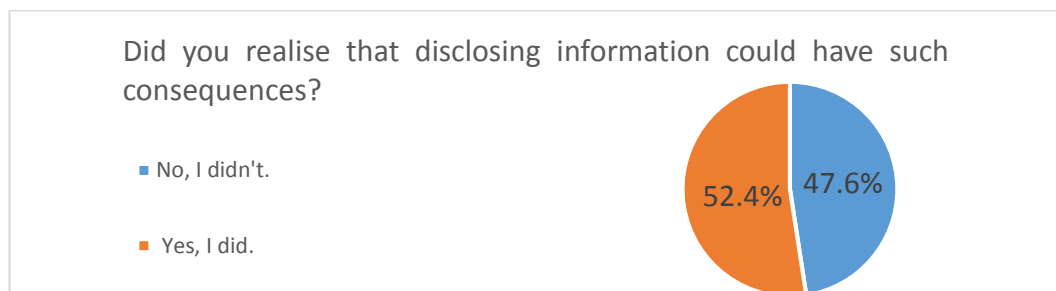 Did you realise that disclosing information could have such
consequences?
No, I didn't.
47.6%
52.4%
Yes, I did.